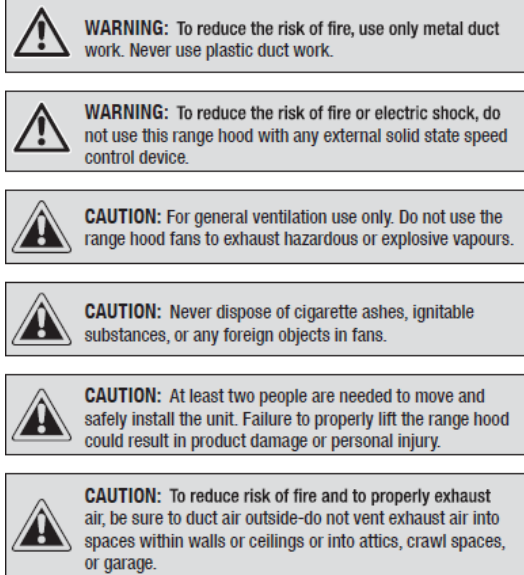 WARNING: To reduce the risk of fire, use only metal duct
work. Never use plastic duct work.
WARNING: To reduce the risk of fire or electric shock, do
not use this range hood with any external solid state speed
control device.
CAUTION: For general ventilation use only. Do not use the
range hood fans to exhaust hazardous or explosive vapours.
CAUTION: Never dispose of cigarette ashes, ignitable
substances, or any foreign objects in fans.
CAUTION: At least two people are needed to move and
safely install the unit. Failure to properly lift the range hood
could result in product damage or personal injury.
CAUTION: To reduce risk of fire and to properly exhaust
air, be sure to duct air outside-do not vent exhaust air into
spaces within walls or ceilings or into attics, crawl spaces,
or garage.